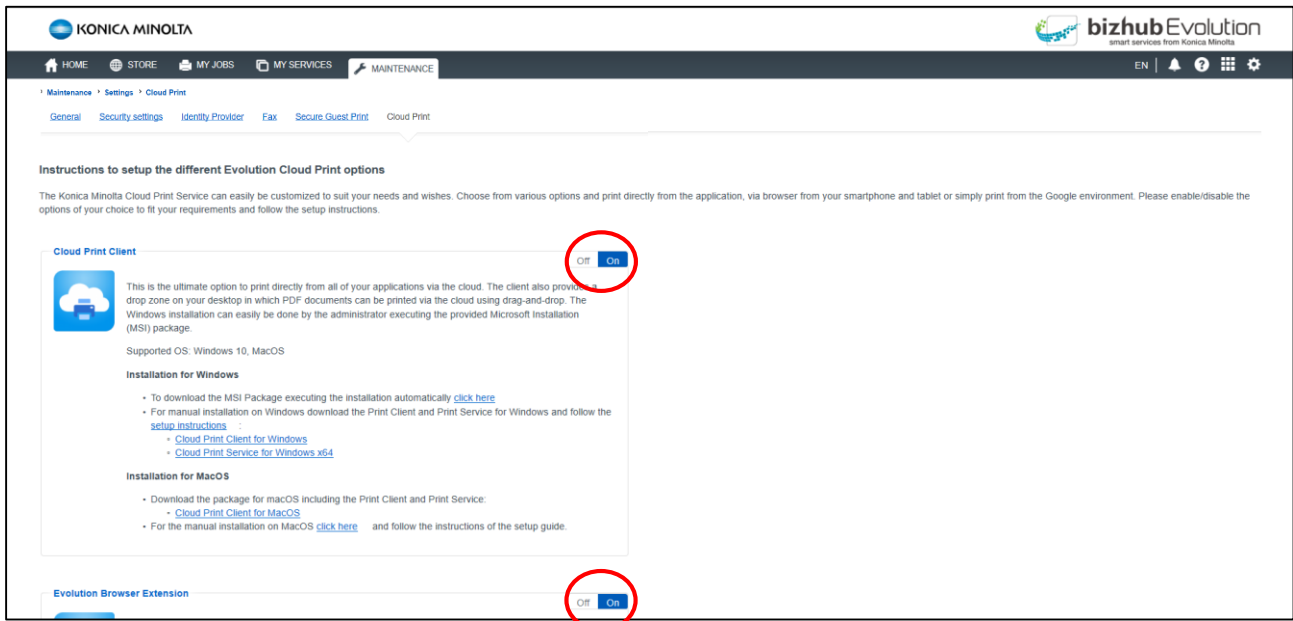 KONICA MINOLTA
bizhub Evolution
smart services from Konica Minolta
HOME STORE MY JOBS MY SERVICES MAINTENANCE EN
Maintenance Settings Cloud Print
General Security settings Identity Provider Fax Secure Guest Print Cloud Print
Instructions to setup the different Evolution Cloud Print options
The Konica Minolta Cloud Print Service can easily be customized to suit your needs and wishes. Choose from various options and print directly from the application, via browser from your smartphone and tablet or simply print from the Google environment. Please enable/disable the
options of your choice to fit your requirements and follow the setup instructions.
Cloud Print Client
Off On
This is the ultimate option to print directly from all of your applications via the cloud. The client also provides a
drop zone on your desktop in which PDF documents can be printed via the cloud using drag-and-drop. The
Windows installation can easily be done by the administrator executing the provided Microsoft Installation
(MSI) package.
Supported OS: Windows 10, MacOS
Installation for Windows
• To download the MSI Package executing the installation automatically click here
• For manual installation on Windows download the Print Client and Print Service for Windows and follow the
setup instructions :
Cloud Print Client for Windows
Cloud Print Service for Windows x64
Installation for MacOS
• Download the package for macOS including the Print Client and Print Service:
• Cloud Print Client for MacOS
• For the manual installation on MacOS click here and follow the instructions of the setup guide.
Evolution Browser Extension
Off On